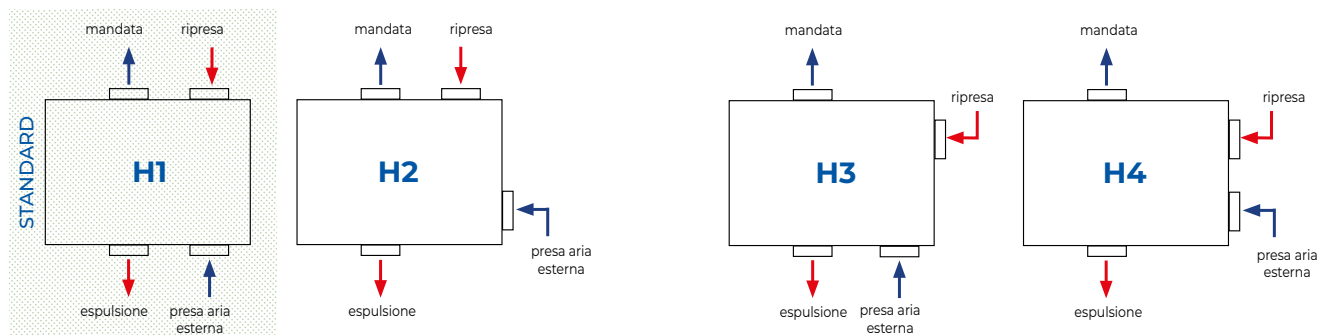 mandata
ripresa
STANDARD
H1
espulsione
presa aria
esterna
mandata
ripresa
H2
presa aria
esterna
espulsione
mandata
ripresa
H3
espulsione
presa aria
esterna
mandata
ripresa
H4
presa aria
esterna
espulsione